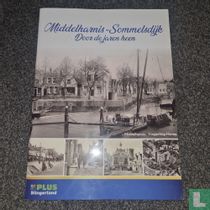 Middelharnis-Sommelsdijk
Door de jaren heen
PLUS
Slingerland